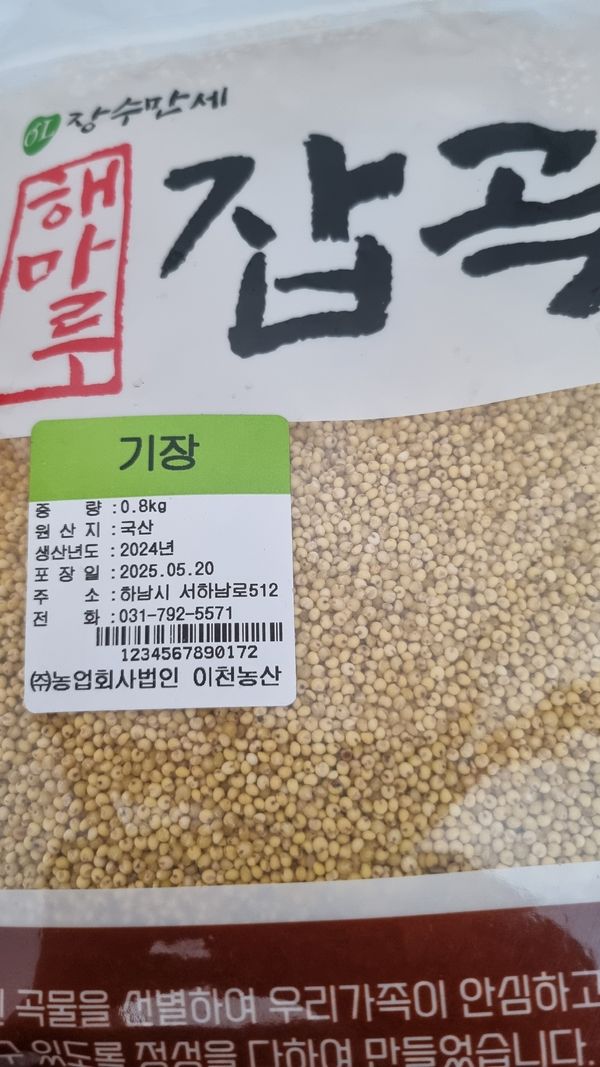 장수만세
해마루
잡곡
기장
중 량 : 0.8kg
원 산 지 : 국산
생산년도 : 2024년
포 장 일 : 2025.05.20
주 소 : 하남시 서하남로512
전 화 : 031-792-5571
1234567890172
㈜농업회사법인 이천농산
곡물을 선별하여 우리가족이 안심하고
있도록 정성을 다하여 만들었습니다.